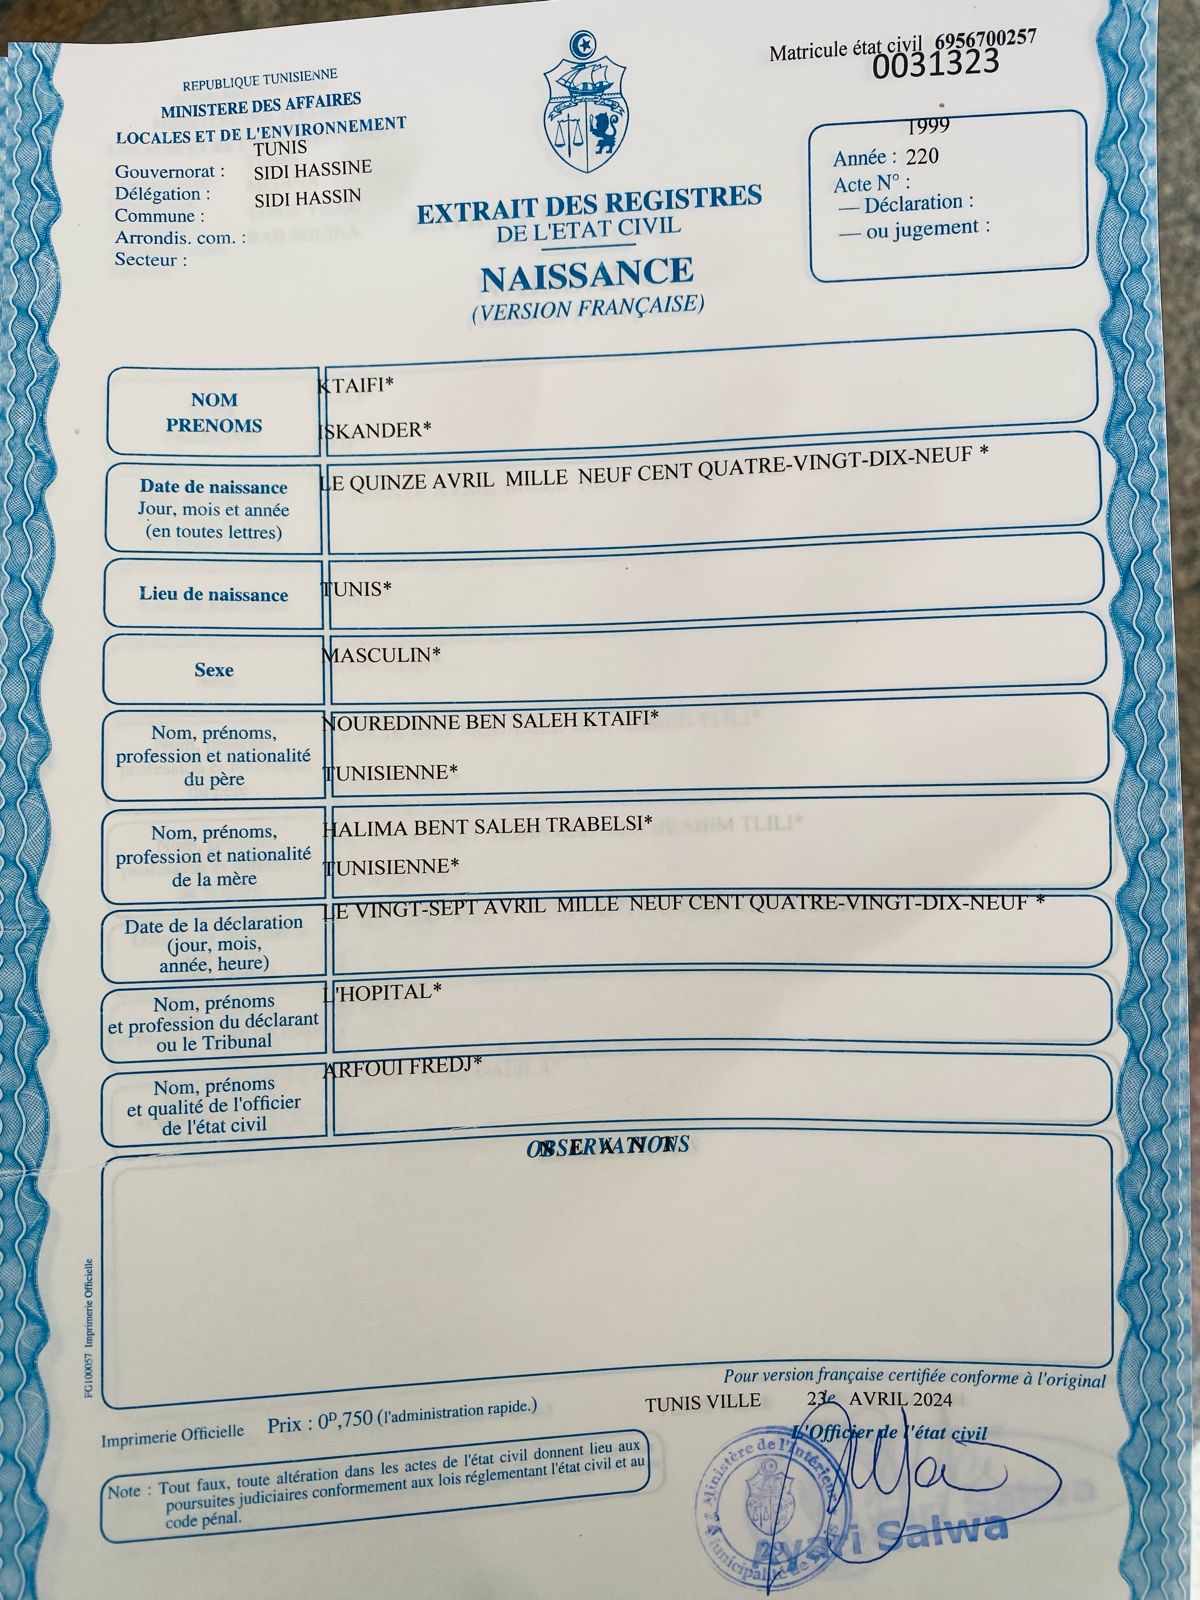 Matricule état civil 6956700257
0031323
REPUBLIQUE TUNISIENNE
MINISTERE DES AFFAIRES
LOCALES ET DE L'ENVIRONNEMENT
TUNIS
Gouvernorat : SIDI HASSINE
Délégation :
Commune : SIDI HASSIN
Arrondis. com. :
Secteur :
EXTRAIT DES REGISTRES
DE L'ETAT CIVIL
NAISSANCE
(VERSION FRANÇAISE)
1999
Année : 220
Acte N° :
— Déclaration :
— ou jugement :
NOM
PRENOMS
KTAIFI*
ISKANDER*
Date de naissance
Jour, mois et année
(en toutes lettres)
LE QUINZE AVRIL MILLE NEUF CENT QUATRE-VINGT-DIX-NEUF *
Lieu de naissance
TUNIS*
Sexe
MASCULIN*
Nom, prénoms,
profession et nationalité
du père
NOUREDINNE BEN SALEH KTAIFI*
TUNISIENNE*
Nom, prénoms,
profession et nationalité
de la mère
HALIMA BENT SALEH TRABELSI*
TUNISIENNE*
Date de la déclaration
(jour, mois,
année, heure)
LE VINGT-SEPT AVRIL MILLE NEUF CENT QUATRE-VINGT-DIX-NEUF *
Nom, prénoms
et profession du déclarant
ou le Tribunal
L'HOPITAL*
Nom, prénoms
et qualité de l'officier
de l'état civil
ARFOUI FREDJ*
OBSERVATIONS
N E A N T
FG100057 Imprimerie Officielle
Pour version française certifiée conforme à l'original
TUNIS VILLE 23 le AVRIL 2024
L'Officier de l'état civil
Imprimerie Officielle Prix : 0D,750 (l'administration rapide.)
Note : Tout faux, toute altération dans les actes de l'état civil donnent lieu aux
poursuites judiciaires conformement aux lois réglementant l'état civil et au
code pénal.
Ministère de l'intérieur
Municipalité de
Ayari Salwa